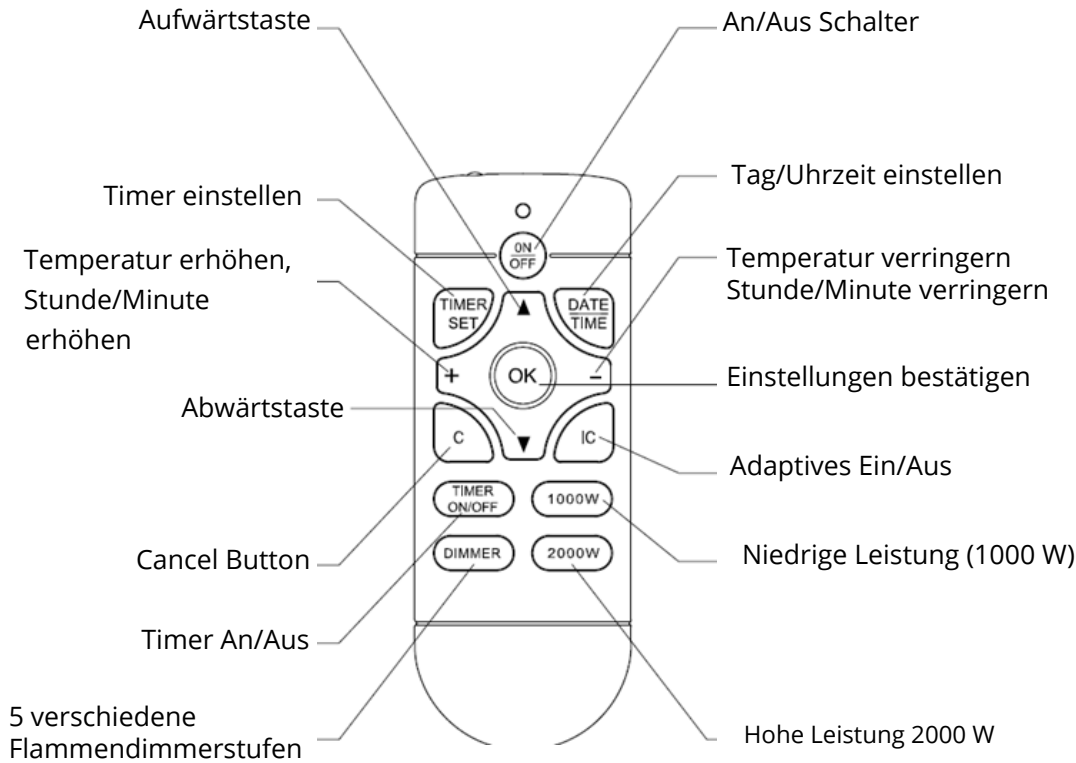 Aufwärtstaste
An/Aus Schalter
Timer einstellen
Tag/Uhrzeit einstellen
Temperatur erhöhen,
Stunde/Minute
erhöhen
Temperatur verringern
Stunde/Minute verringern
Einstellungen bestätigen
Abwärtstaste
Adaptives Ein/Aus
Cancel Button
Niedrige Leistung (1000 W)
Timer An/Aus
5 verschiedene
Flammendimmerstufen
Hohe Leistung 2000 W
ON
OFF
TIMER
SET
▲
DATE
TIME
+
OK
-
C
▼
IC
TIMER
ON/OFF
1000W
DIMMER
2000W